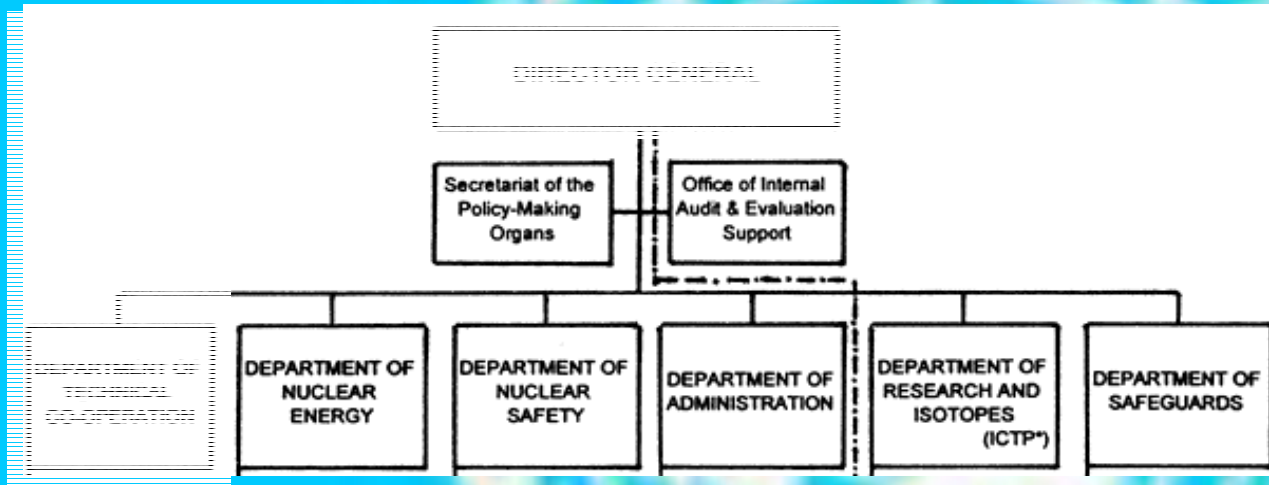 DIRECTOR GENERAL
Secretariat of the
Policy-Making
Organs
Office of Internal
Audit & Evaluation
Support
DEPARTMENT OF
TECHNICAL
CO-OPERATION
DEPARTMENT OF
NUCLEAR
ENERGY
DEPARTMENT OF
NUCLEAR
SAFETY
DEPARTMENT OF
ADMINISTRATION
DEPARTMENT OF
RESEARCH AND
ISOTOPES
(ICTP*)
DEPARTMENT OF
SAFEGUARDS